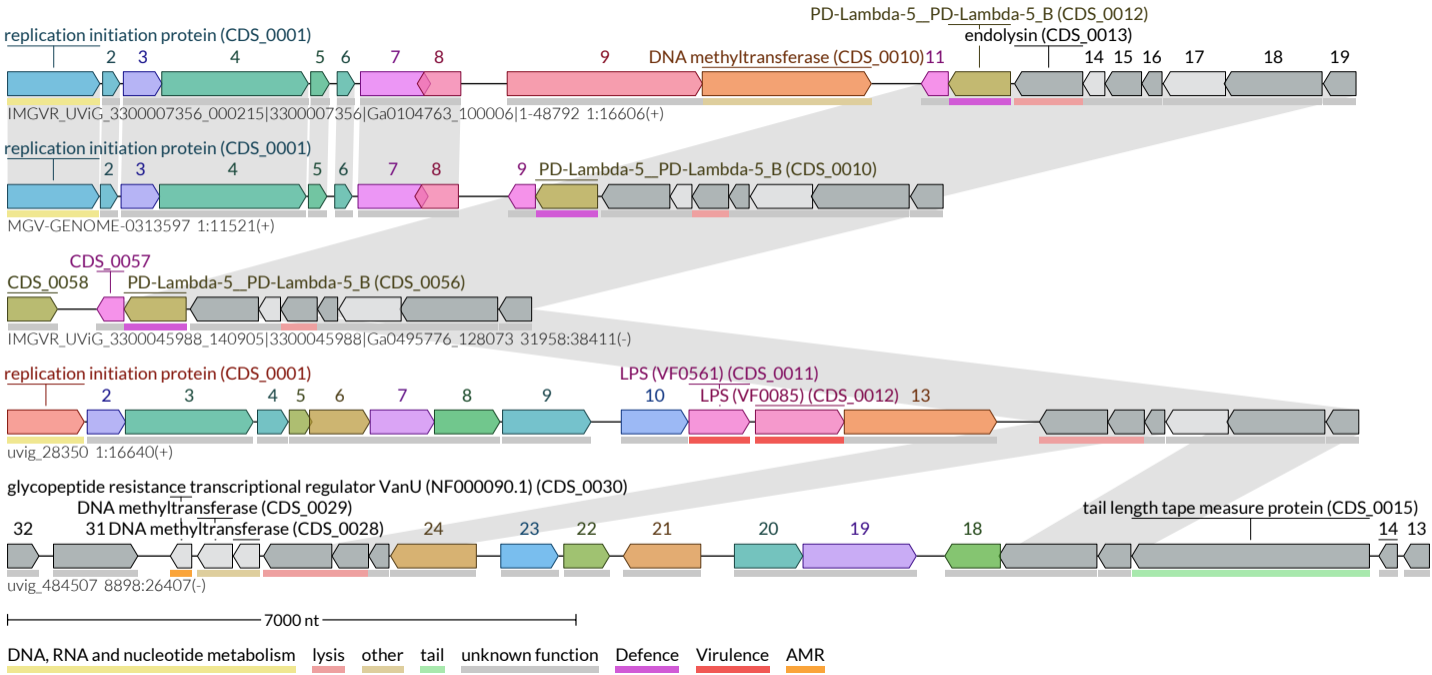 PD-Lambda-5__PD-Lambda-5_B (CDS_0012)
replication initiation protein (CDS_0001) endolysin (CDS_0013)
2 3 4 5 6 7 8 9 DNA methyltransferase (CDS_0010) 11 14 15 16 17 18 19
IMGVR_UViG_3300007356_000215|3300007356|Ga0104763_100006|1-48792 1:16606(+)
replication initiation protein (CDS_0001)
2 3 4 5 6 7 8 9 PD-Lambda-5__PD-Lambda-5_B (CDS_0010)
MGV-GENOME-0313597 1:11521(+)
CDS_0057
CDS_0058 PD-Lambda-5__PD-Lambda-5_B (CDS_0056)
IMGVR_UViG_3300045988_140905|3300045988|Ga0495776_128073 31958:38411(-)
replication initiation protein (CDS_0001) LPS (VF0561) (CDS_0011)
2 3 4 5 6 7 8 9 10 LPS (VF0085) (CDS_0012) 13
uvig_28350 1:16640(+)
glycopeptide resistance transcriptional regulator VanU (NF000090.1) (CDS_0030)
DNA methyltransferase (CDS_0029) tail length tape measure protein (CDS_0015)
32 31 DNA methyltransferase (CDS_0028) 24 23 22 21 20 19 18 14 13
uvig_484507 8898:26407(-)
7000 nt
DNA, RNA and nucleotide metabolism lysis other tail unknown function Defence Virulence AMR